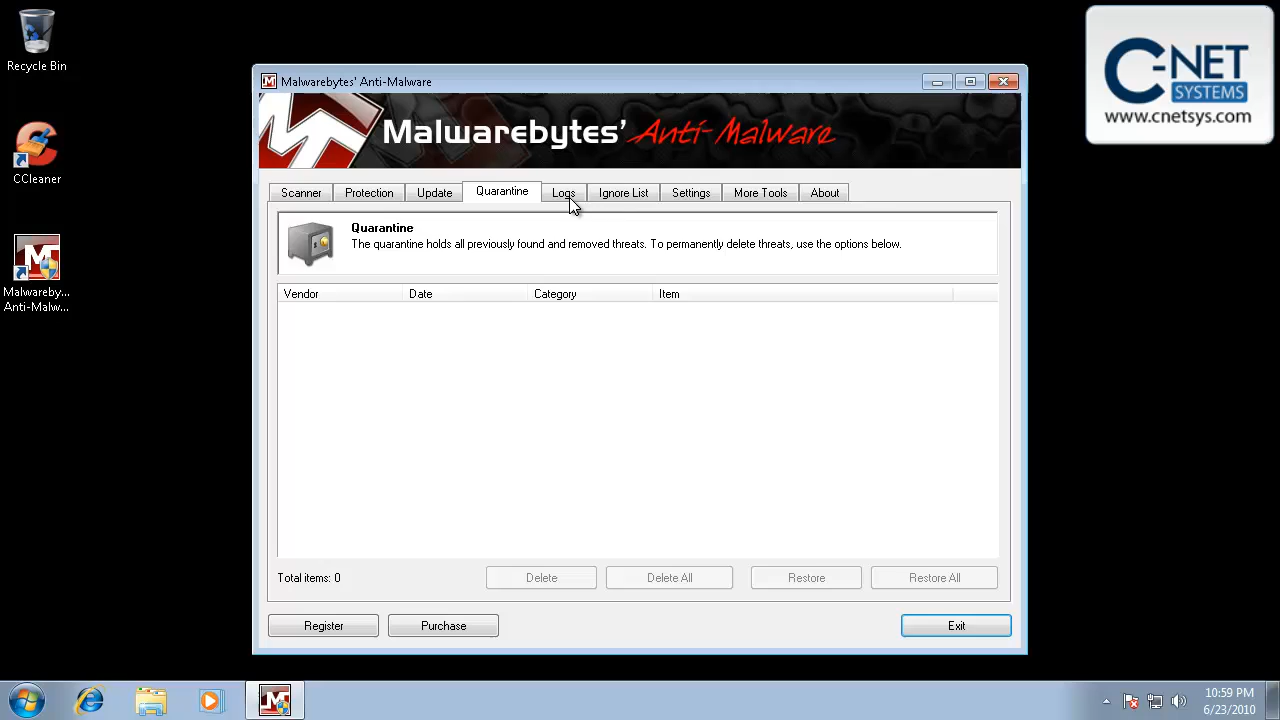 Recycle Bin
CCleaner
Malwareby...
Anti-Malw...
C-NET
SYSTEMS
www.cnetsys.com
Malwarebytes' Anti-Malware
Malwarebytes' Anti-Malware
Scanner Protection Update Quarantine Logs Ignore List Settings More Tools About
Quarantine
The quarantine holds all previously found and removed threats. To permanently delete threats, use the options below.
Vendor Date Category Item
Total items: 0 Delete Delete All Restore Restore All
Register Purchase Exit
10:59 PM
6/23/2010